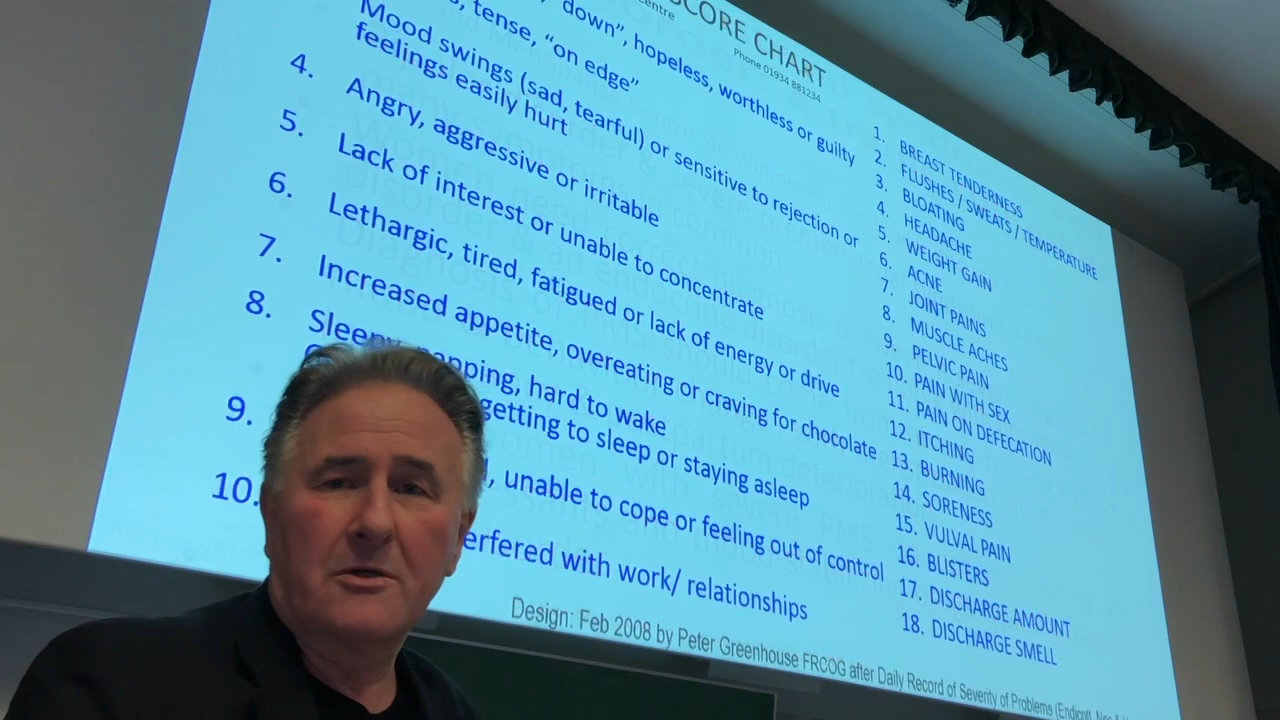 SCORE CHART
Centre
Phone 01934 881234
"down", hopeless, worthless or guilty
tense, "on edge"
Mood swings (sad, tearful) or sensitive to rejection or
feelings easily hurt
4. Angry, aggressive or irritable
5. Lack of interest or unable to concentrate
6. Lethargic, tired, fatigued or lack of energy or drive
7. Increased appetite, overeating or craving for chocolate
8. Sleepy, napping, hard to wake
getting to sleep or staying asleep
9. unable to cope or feeling out of control
10. erfered with work/ relationships
1. BREAST TENDERNESS
2. FLUSHES / SWEATS / TEMPERATURE
3. BLOATING
4. HEADACHE
5. WEIGHT GAIN
6. ACNE
7. JOINT PAINS
8. MUSCLE ACHES
9. PELVIC PAIN
10. PAIN WITH SEX
11. PAIN ON DEFECATION
12. ITCHING
13. BURNING
14. SORENESS
15. VULVAL PAIN
16. BLISTERS
17. DISCHARGE AMOUNT
18. DISCHARGE SMELL
Design: Feb 2008 by Peter Greenhouse FRCOG after Daily Record of Severity of Problems (Endicott, Nee &